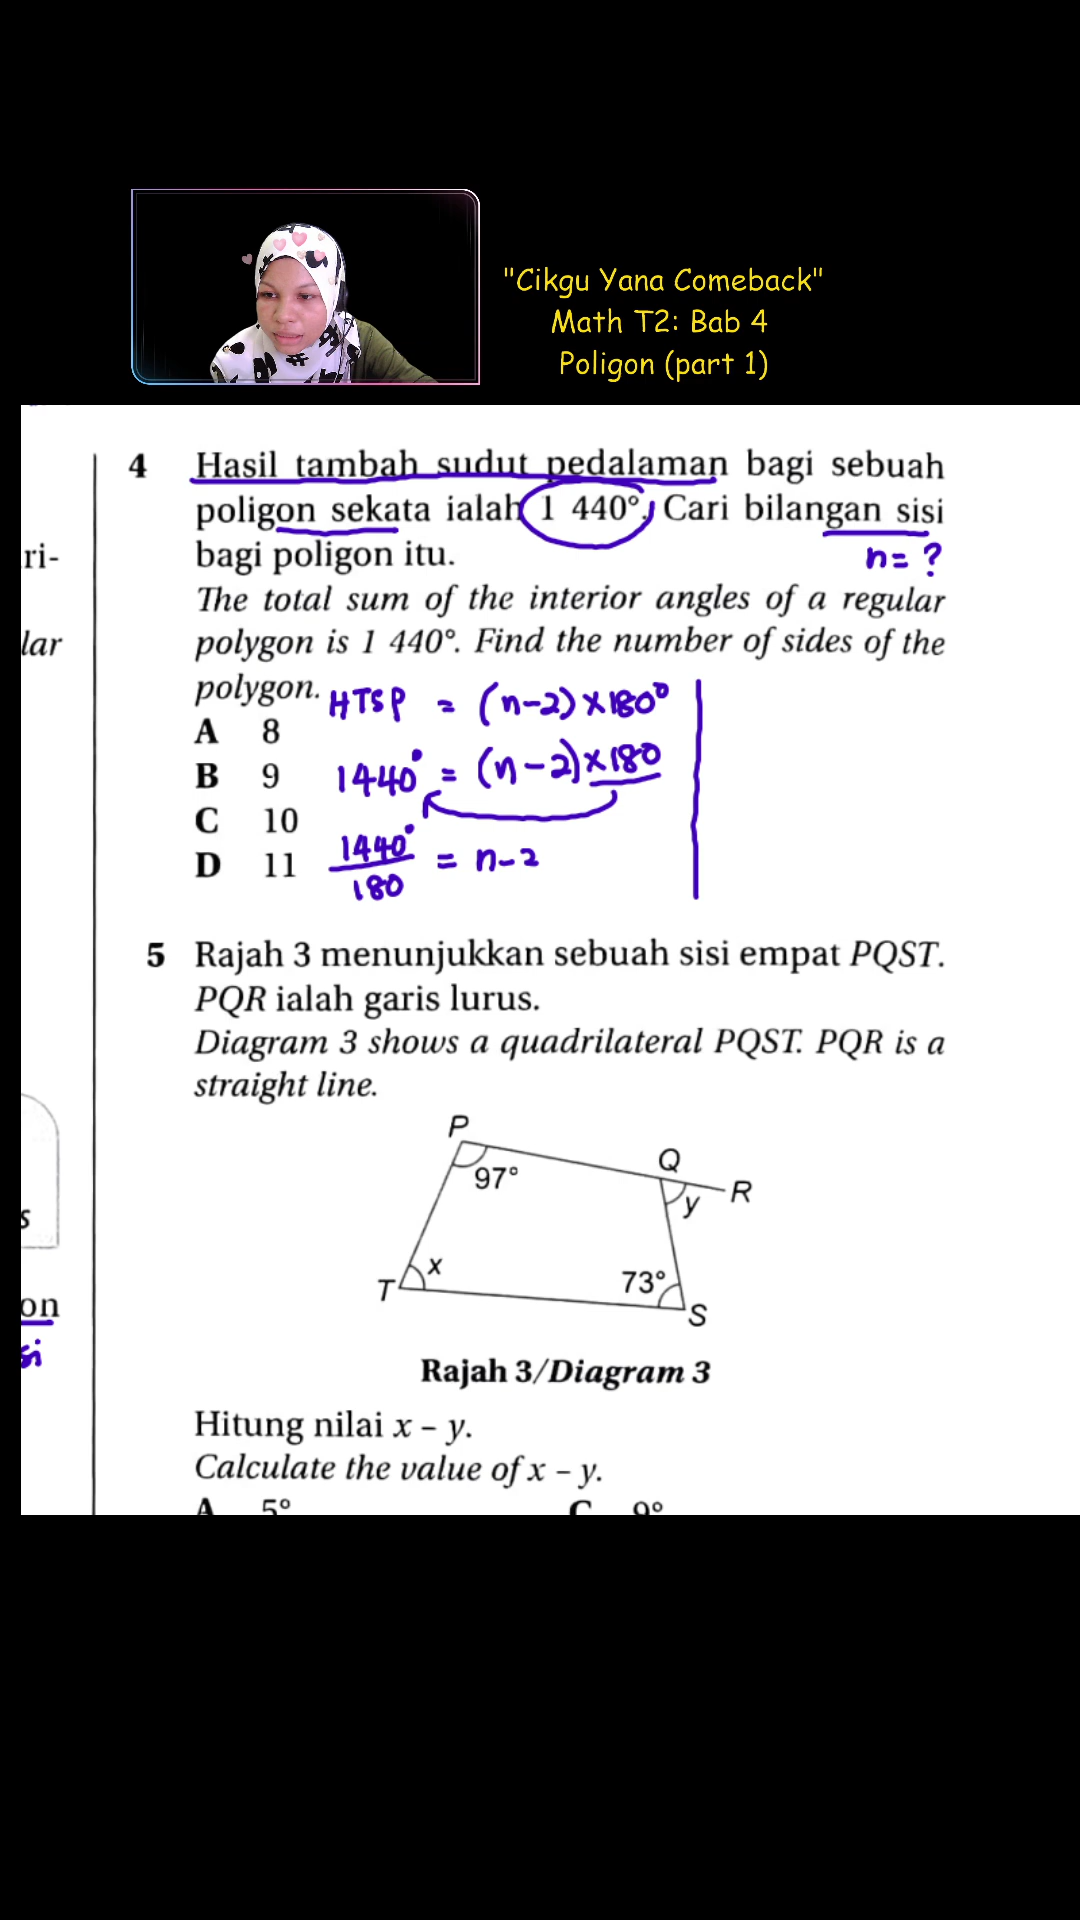 "Cikgu Yana Comeback"
Math T2: Bab 4
Poligon (part 1)
4 Hasil tambah sudut pedalaman bagi sebuah
poligon sekata ialah 1 440°. Cari bilangan sisi
ri-
bagi poligon itu.
n = ?
The total sum of the interior angles of a regular
lar
polygon is 1 440°. Find the number of sides of the
polygon.
HTSP = (n-2) × 180°
A 8
B 9
1440° = (n-2) × 180
C 10
D 11
1440°
180
= n-2
5 Rajah 3 menunjukkan sebuah sisi empat PQST.
PQR ialah garis lurus.
Diagram 3 shows a quadrilateral PQST. PQR is a
straight line.
P
97°
Q
R
y
s
x
T
73°
S
on
si
Rajah 3/Diagram 3
Hitung nilai x – y.
Calculate the value of x – y.
A 5° C 9°